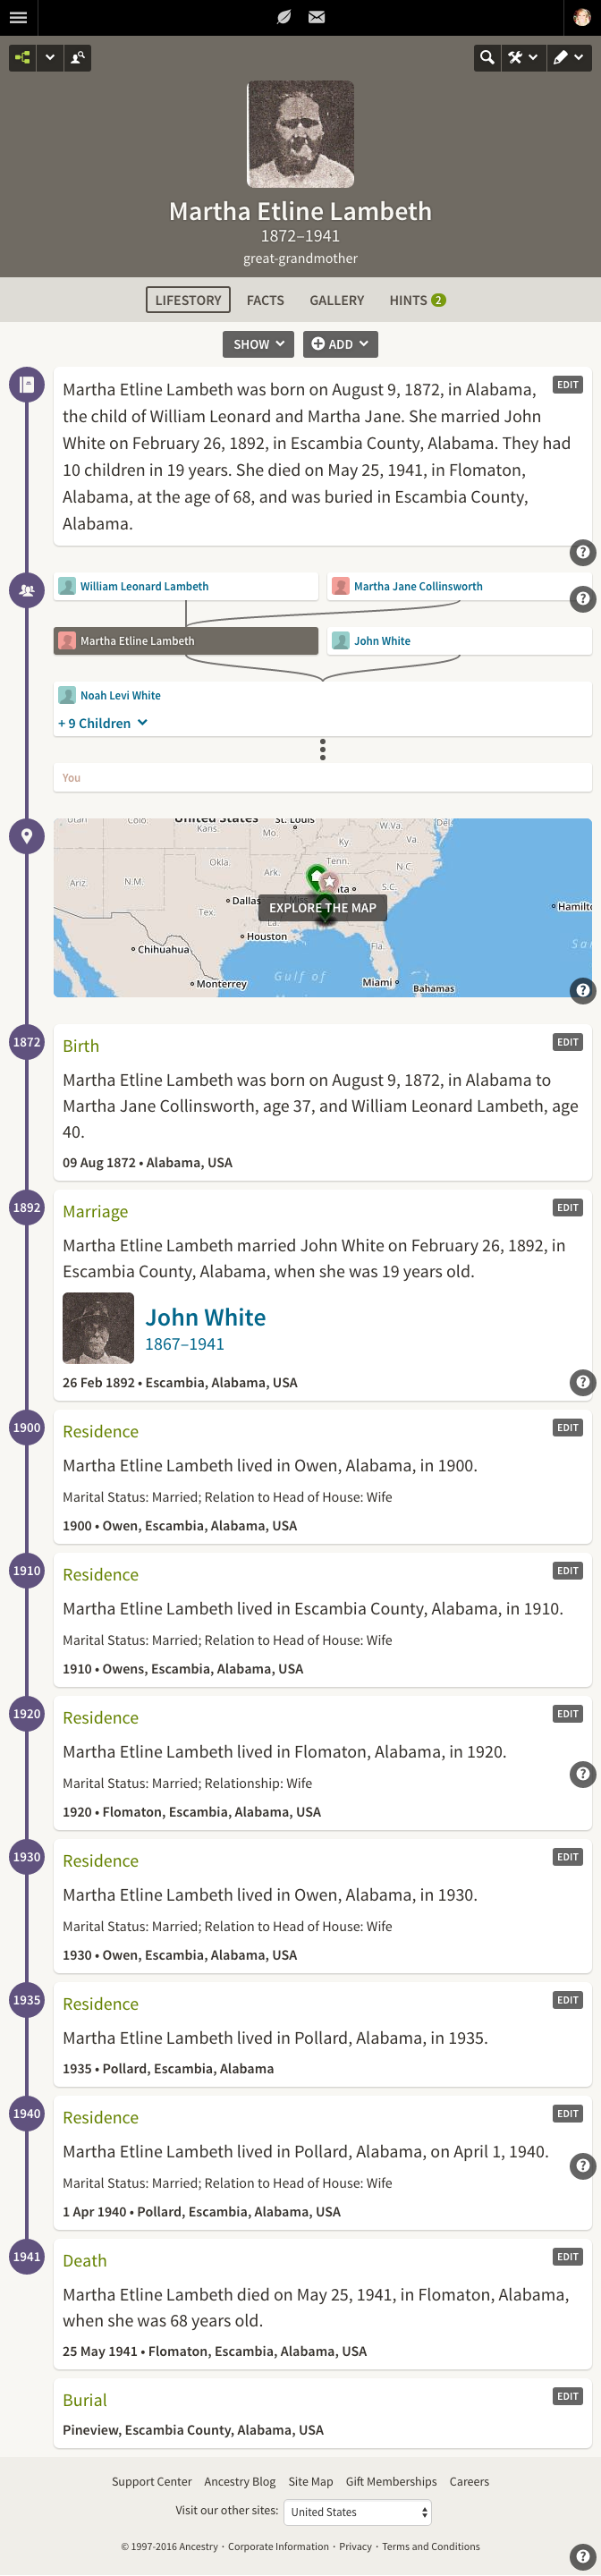 Martha Etline Lambeth
1872–1941
great-grandmother
LIFESTORY FACTS GALLERY HINTS 2
SHOW ADD
EDIT
Martha Etline Lambeth was born on August 9, 1872, in Alabama,
the child of William Leonard and Martha Jane. She married John
White on February 26, 1892, in Escambia County, Alabama. They had
10 children in 19 years. She died on May 25, 1941, in Flomaton,
Alabama, at the age of 68, and was buried in Escambia County,
Alabama.
?
William Leonard Lambeth Martha Jane Collinsworth
?
Martha Etline Lambeth John White
Noah Levi White
+ 9 Children
You
Utah Colo. United States St. Louis W.Va. Del.
Kans. Mo. Ky. Va.
Okla. Tenn. N.C.
Ariz. N.M. Ark. S.C.
Dallas
EXPLORE THE MAP
Tex. La.
Houston
Fla.
Chihuahua
Gulf of
Monterrey Miami Bahamas
?
1872 Birth EDIT
Martha Etline Lambeth was born on August 9, 1872, in Alabama to
Martha Jane Collinsworth, age 37, and William Leonard Lambeth, age
40.
09 Aug 1872 • Alabama, USA
1892 Marriage EDIT
Martha Etline Lambeth married John White on February 26, 1892, in
Escambia County, Alabama, when she was 19 years old.
John White
1867–1941
26 Feb 1892 • Escambia, Alabama, USA
?
1900 Residence EDIT
Martha Etline Lambeth lived in Owen, Alabama, in 1900.
Marital Status: Married; Relation to Head of House: Wife
1900 • Owen, Escambia, Alabama, USA
1910 Residence EDIT
Martha Etline Lambeth lived in Escambia County, Alabama, in 1910.
Marital Status: Married; Relation to Head of House: Wife
1910 • Owens, Escambia, Alabama, USA
1920 Residence EDIT
Martha Etline Lambeth lived in Flomaton, Alabama, in 1920.
?
Marital Status: Married; Relationship: Wife
1920 • Flomaton, Escambia, Alabama, USA
1930 Residence EDIT
Martha Etline Lambeth lived in Owen, Alabama, in 1930.
Marital Status: Married; Relation to Head of House: Wife
1930 • Owen, Escambia, Alabama, USA
1935 Residence EDIT
Martha Etline Lambeth lived in Pollard, Alabama, in 1935.
1935 • Pollard, Escambia, Alabama
1940 Residence EDIT
Martha Etline Lambeth lived in Pollard, Alabama, on April 1, 1940.
?
Marital Status: Married; Relation to Head of House: Wife
1 Apr 1940 • Pollard, Escambia, Alabama, USA
1941 Death EDIT
Martha Etline Lambeth died on May 25, 1941, in Flomaton, Alabama,
when she was 68 years old.
25 May 1941 • Flomaton, Escambia, Alabama, USA
Burial EDIT
Pineview, Escambia County, Alabama, USA
Support Center Ancestry Blog Site Map Gift Memberships Careers
Visit our other sites: United States
© 1997-2016 Ancestry · Corporate Information · Privacy · Terms and Conditions
?